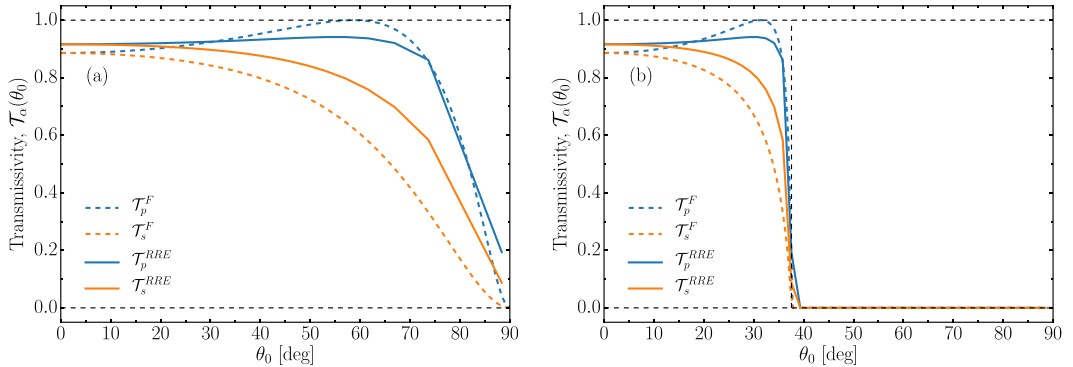 1.0
0.8
0.6
0.4
0.2
0.0
Transmissivity, 𝒯α(θ0)
(a)
𝒯p^F
𝒯s^F
𝒯p^RRE
𝒯s^RRE
0 10 20 30 40 50 60 70 80 90
θ0 [deg]
1.0
0.8
0.6
0.4
0.2
0.0
Transmissivity, 𝒯α(θ0)
(b)
𝒯p^F
𝒯s^F
𝒯p^RRE
𝒯s^RRE
0 10 20 30 40 50 60 70 80 90
θ0 [deg]